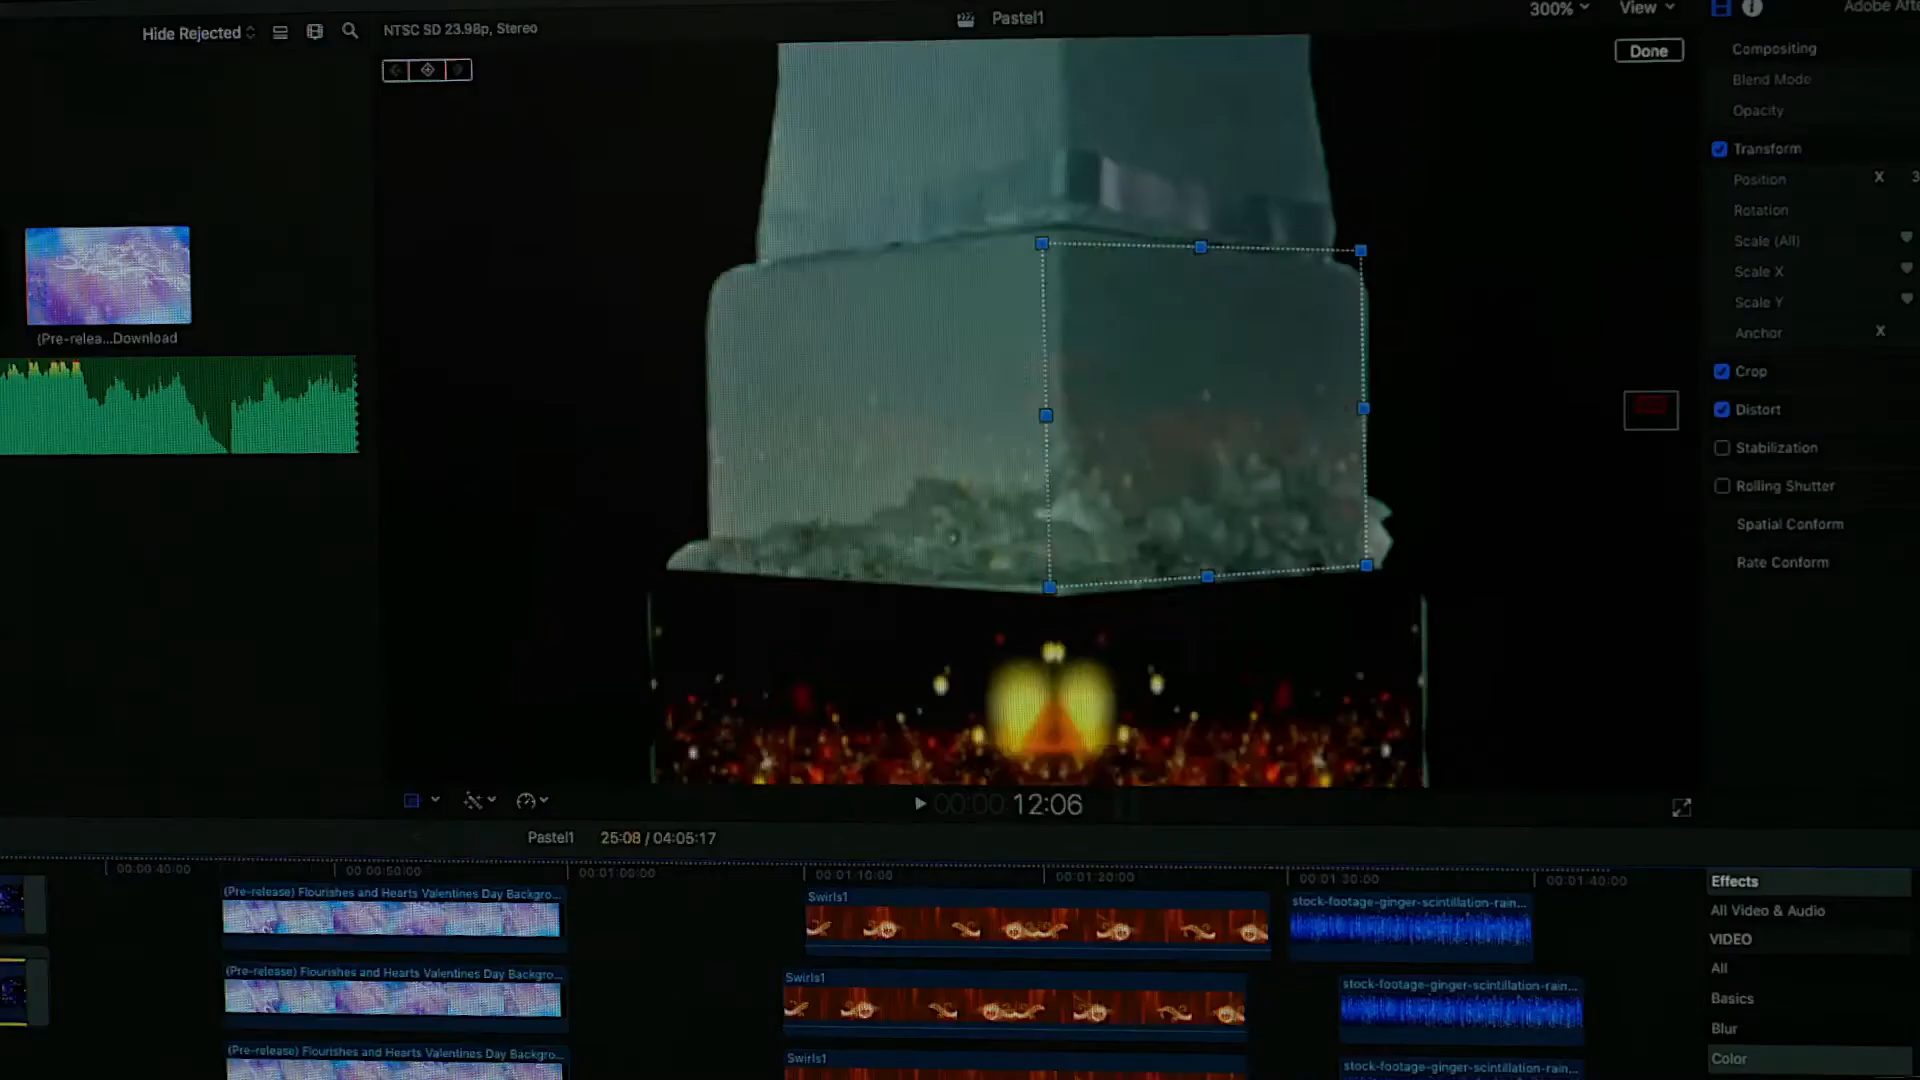 Hide Rejected
NTSC SD 23.98p, Stereo
Pastel1
300%
View
Adobe Afte
Done
Compositing
Blend Mode
Opacity
Transform
Position X 3
Rotation
Scale (All)
Scale X
Scale Y
Anchor X
Crop
Distort
Stabilization
Rolling Shutter
Spatial Conform
Rate Conform
(Pre-relea...Download
00:00:12:06
Pastel1
25:08 / 04:05:17
00:00:40:00
00:00:50:00
00:01:00:00
00:01:10:00
00:01:20:00
00:01:30:00
00:01:40:00
(Pre-release) Flourishes and Hearts Valentines Day Backgro...
Swirls1
stock-footage-ginger-scintillation-rain...
(Pre-release) Flourishes and Hearts Valentines Day Backgro...
Swirls1
stock-footage-ginger-scintillation-rain...
(Pre-release) Flourishes and Hearts Valentines Day Backgro...
Swirls1
stock-footage-ginger-scintillation-rain...
Effects
All Video & Audio
VIDEO
All
Basics
Blur
Color